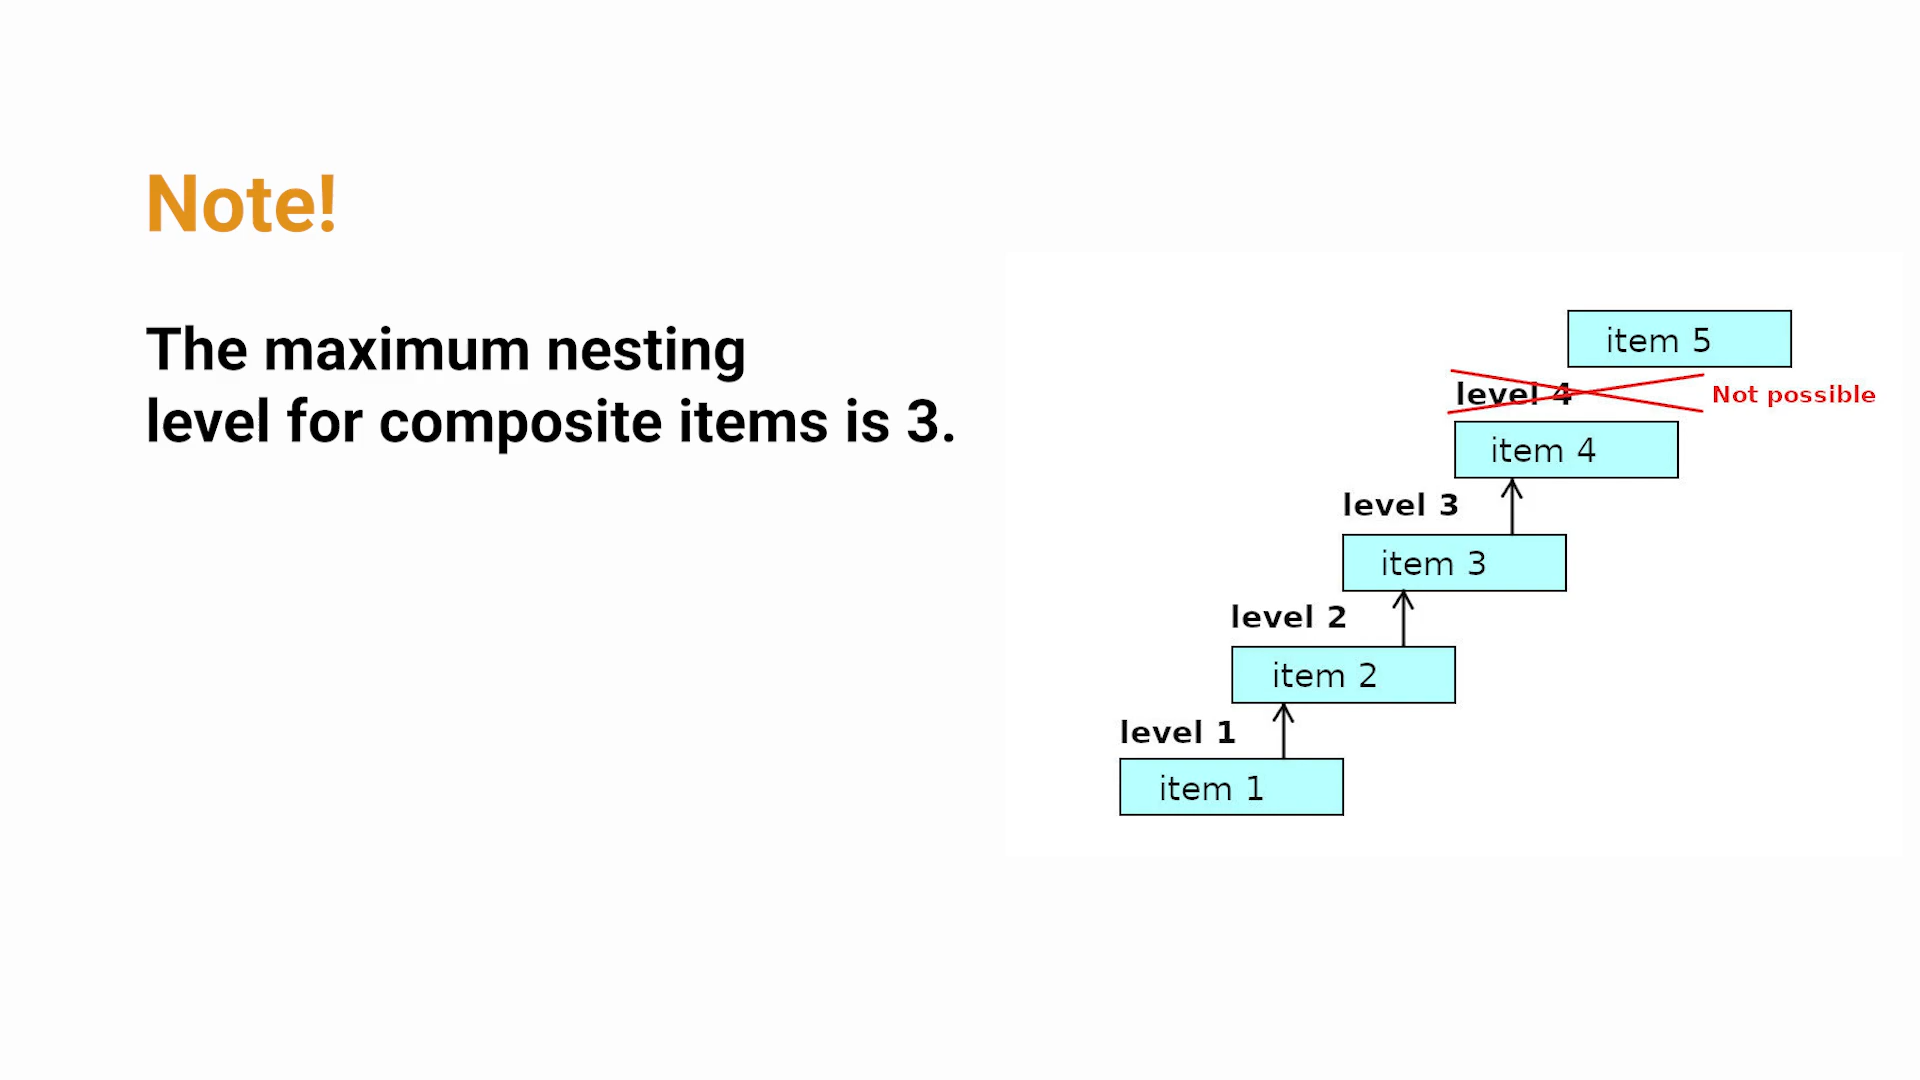 Note!
The maximum nesting
level for composite items is 3.
item 5
level 4
Not possible
item 4
level 3
item 3
level 2
item 2
level 1
item 1